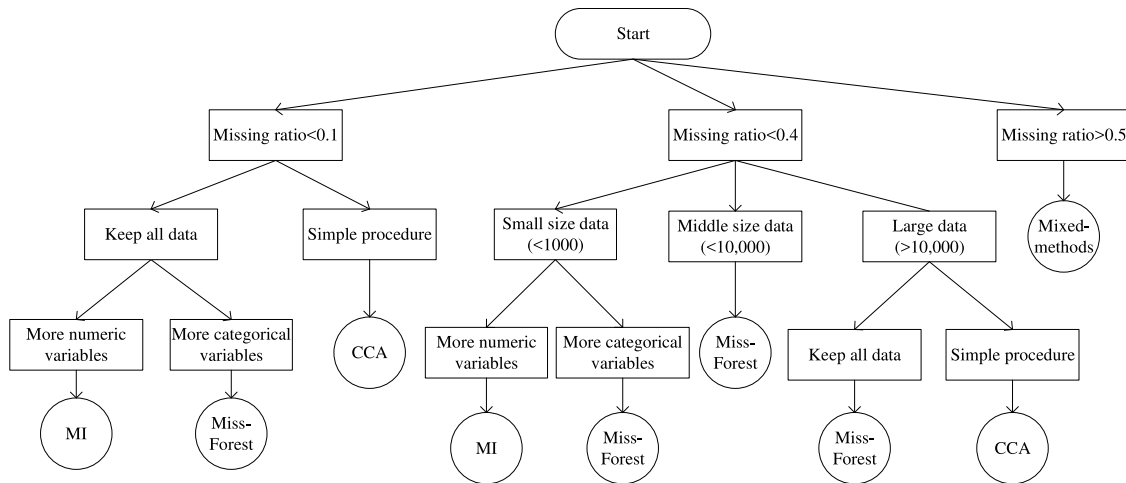 Start
Missing ratio<0.1
Missing ratio<0.4
Missing ratio>0.5
Keep all data
Simple procedure
Small size data
(<1000)
Middle size data
(<10,000)
Large data
(>10,000)
Mixed-
methods
More numeric
variables
More categorical
variables
CCA
More numeric
variables
More categorical
variables
Miss-
Forest
Keep all data
Simple procedure
MI
Miss-
Forest
MI
Miss-
Forest
Miss-
Forest
CCA